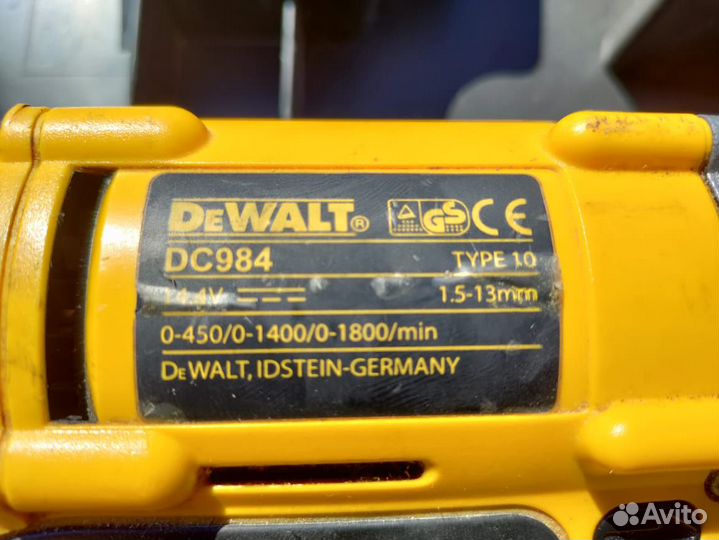 DEWALT® GS CE
DC984 TYPE 10
14.4V 1.5-13mm
0-450/0-1400/0-1800/min
DEWALT, IDSTEIN-GERMANY
Avito